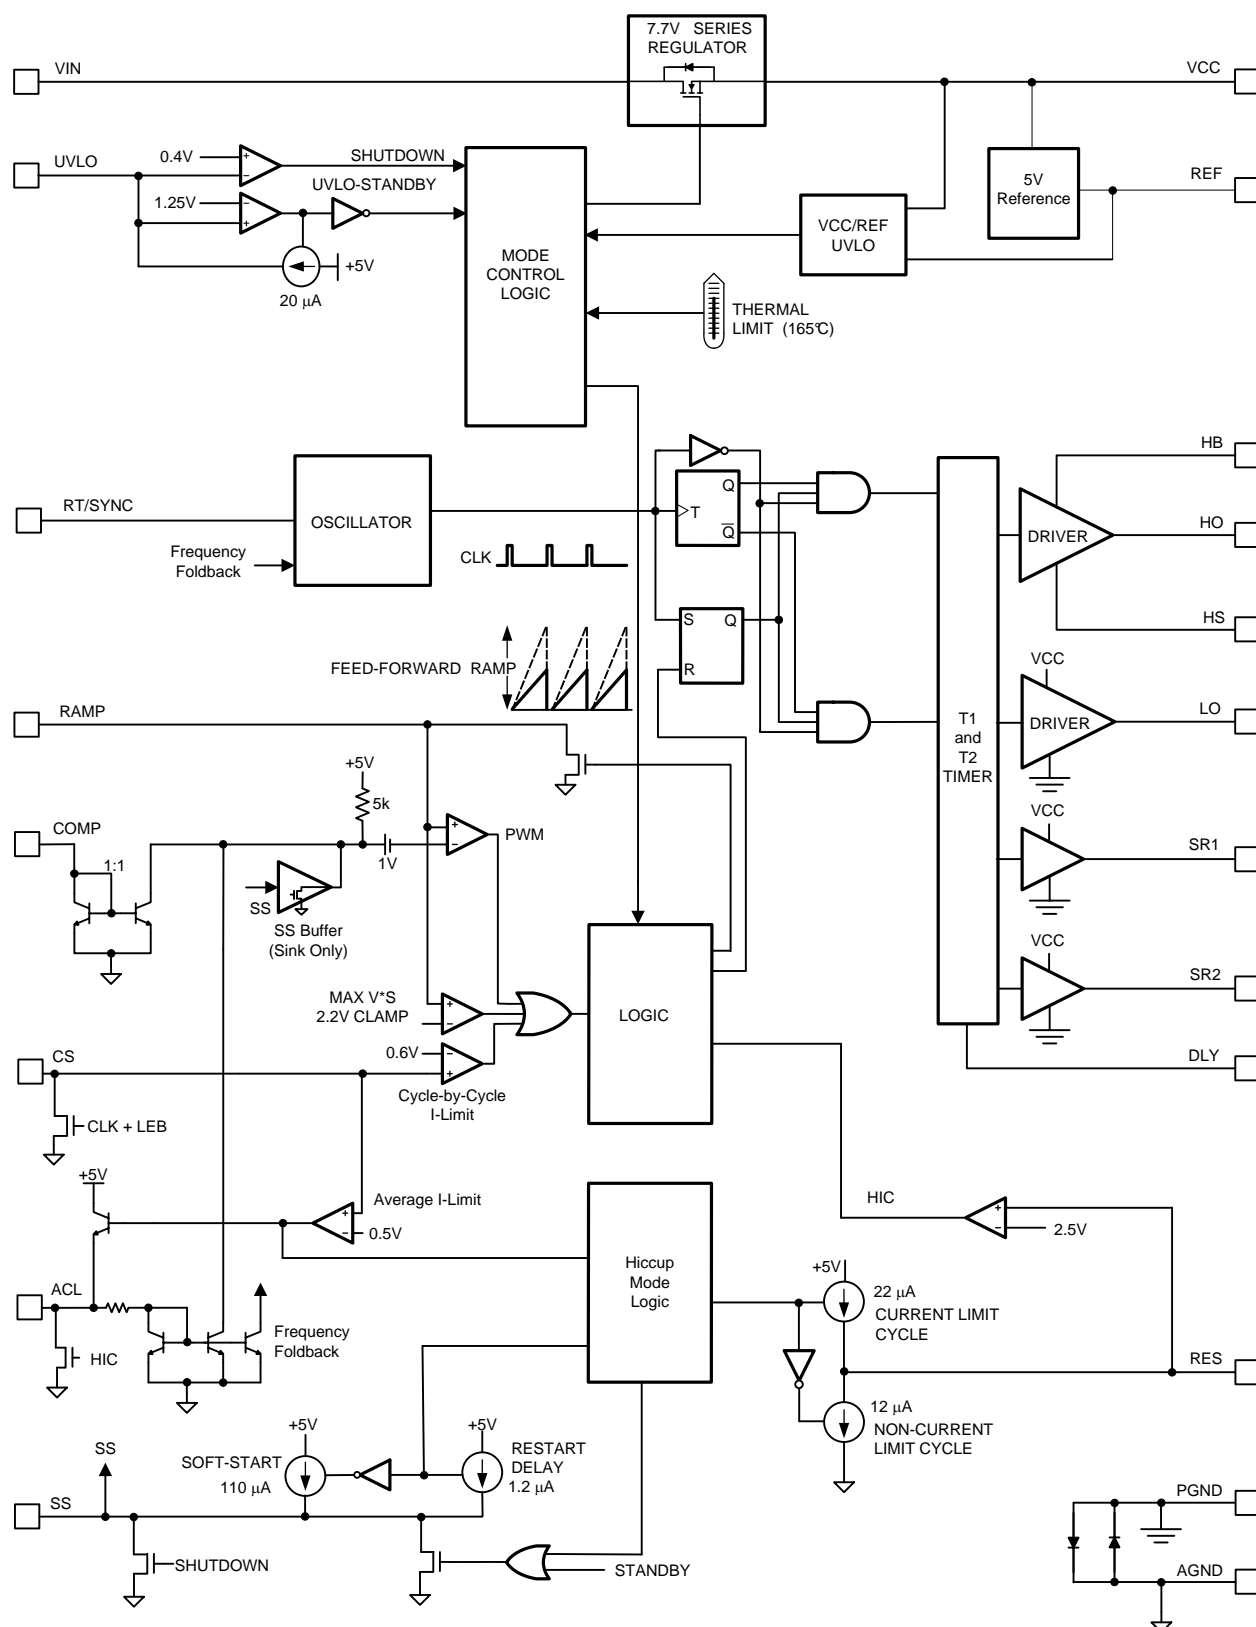 7.7V SERIES
REGULATOR
VIN
VCC
UVLO
0.4V
+
−
SHUTDOWN
UVLO-STANDBY
1.25V
−
+
+5V
20 μA
MODE
CONTROL
LOGIC
VCC/REF
UVLO
5V
Reference
REF
THERMAL
LIMIT (165°C)
RT/SYNC
OSCILLATOR
Frequency
Foldback
CLK
Q
T
Q
S
Q
R
HB
DRIVER
HO
HS
FEED-FORWARD RAMP
VCC
DRIVER
LO
T1
and
T2
TIMER
RAMP
+5V
5k
COMP
1:1
1V
+
−
PWM
SS
SS Buffer
(Sink Only)
VCC
SR1
VCC
SR2
MAX V*S
2.2V CLAMP
+
−
LOGIC
0.6V
−
+
Cycle-by-Cycle
I-Limit
CS
CLK + LEB
DLY
+5V
Average I-Limit
+
−
0.5V
HIC
+
−
2.5V
Hiccup
Mode
Logic
ACL
HIC
Frequency
Foldback
+5V
22 μA
CURRENT LIMIT
CYCLE
RES
12 μA
NON-CURRENT
LIMIT CYCLE
SS
+5V
SOFT-START
110 μA
+5V
RESTART
DELAY
1.2 μA
SS
SHUTDOWN
STANDBY
PGND
AGND